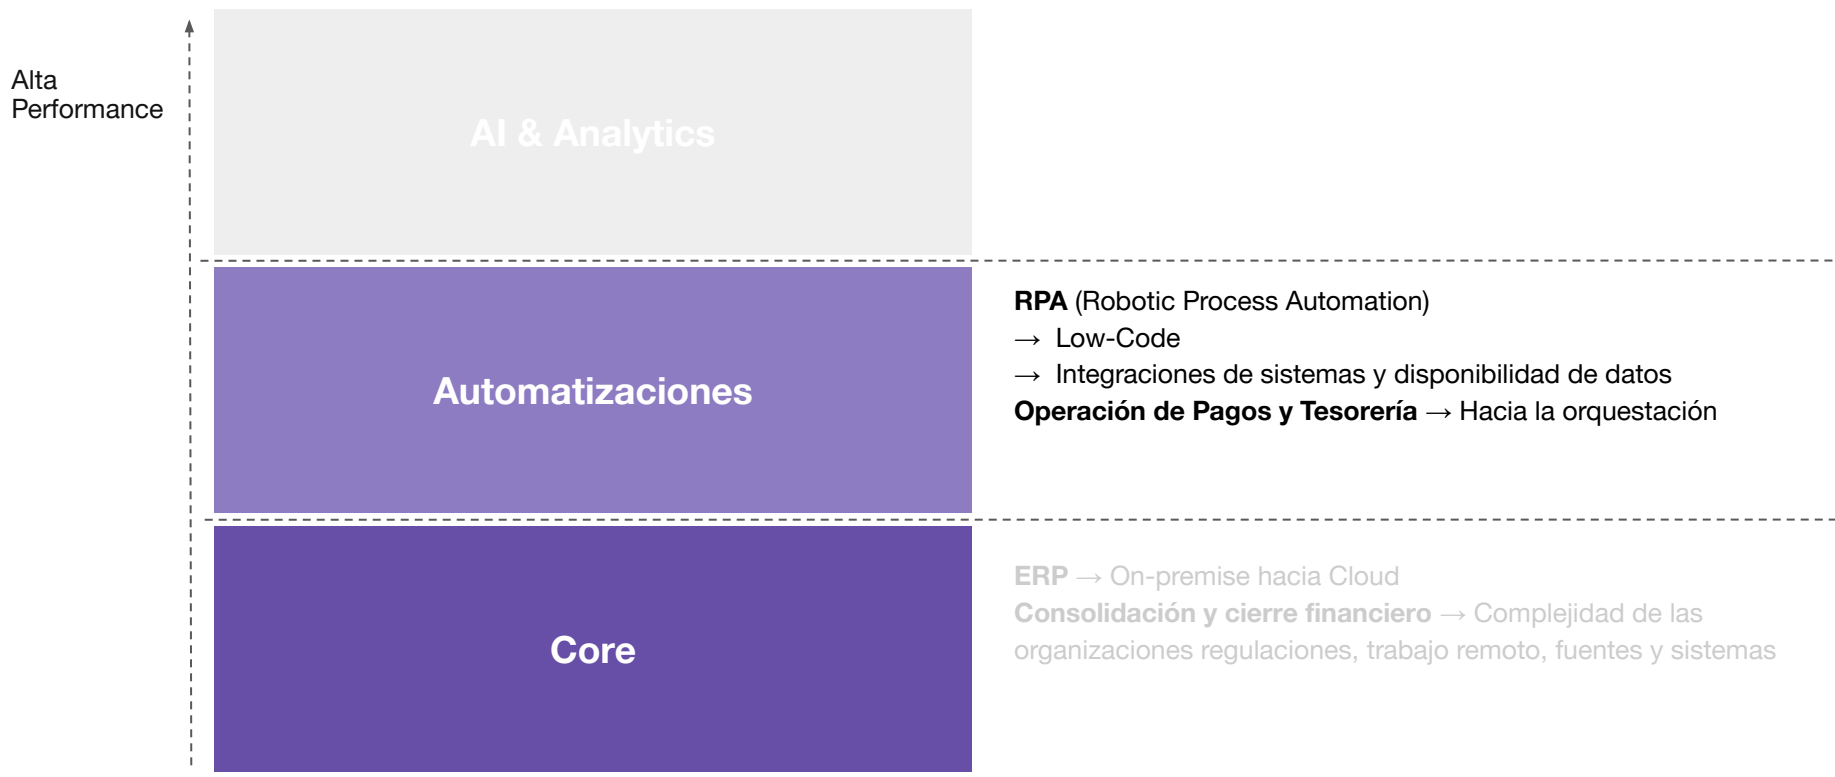 Alta
Performance
AI & Analytics
Automatizaciones
RPA (Robotic Process Automation)
→ Low-Code
→ Integraciones de sistemas y disponibilidad de datos
Operación de Pagos y Tesorería → Hacia la orquestación
Core
ERP → On-premise hacia Cloud
Consolidación y cierre financiero → Complejidad de las
organizaciones regulaciones, trabajo remoto, fuentes y sistemas